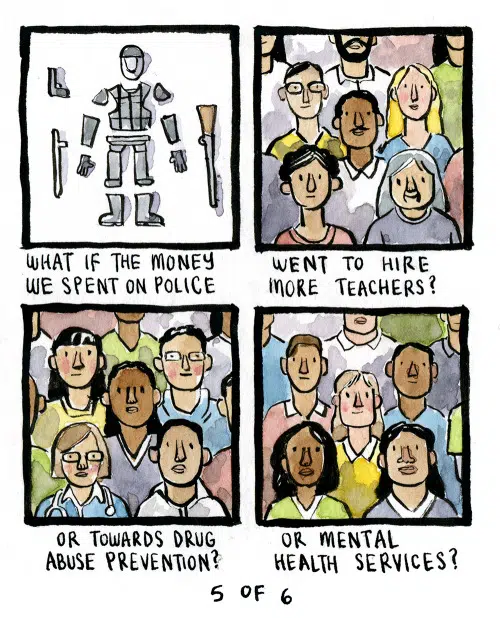 WHAT IF THE MONEY
WE SPENT ON POLICE
WENT TO HIRE
MORE TEACHERS?
OR TOWARDS DRUG
ABUSE PREVENTION?
OR MENTAL
HEALTH SERVICES?
5 OF 6